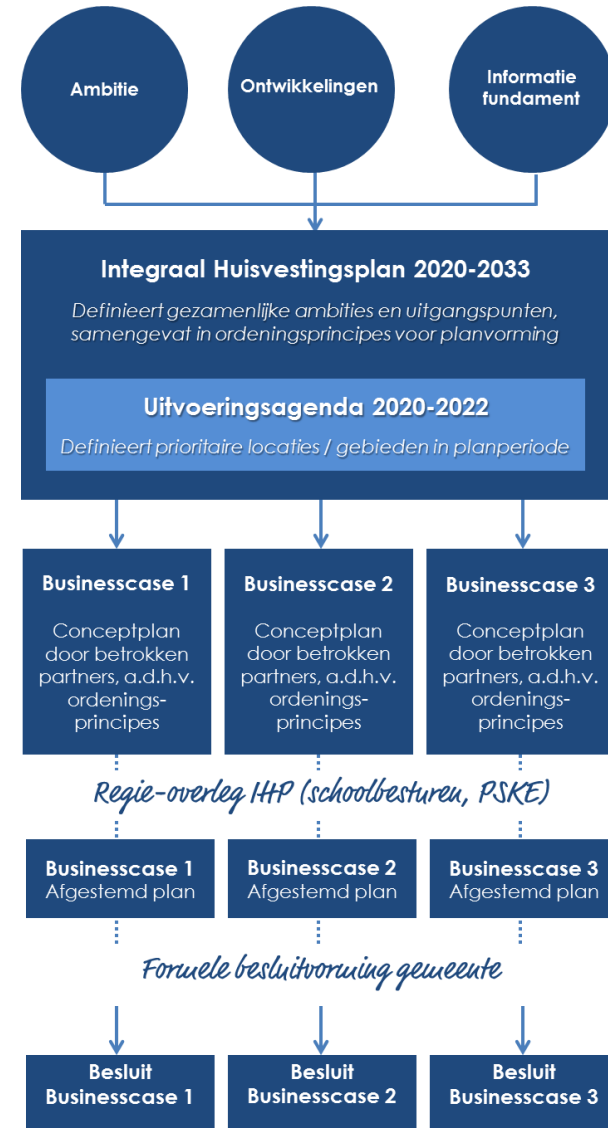 Ambitie
Ontwikkelingen
Informatie
fundament
Integraal Huisvestingsplan 2020-2033
Definieert gezamenlijke ambities en uitgangspunten,
samengevat in ordeningsprincipes voor planvorming
Uitvoeringsagenda 2020-2022
Definieert prioritaire locaties / gebieden in planperiode
Businesscase 1
Conceptplan
door betrokken
partners, a.d.h.v.
ordenings-
principes
Businesscase 2
Conceptplan
door betrokken
partners, a.d.h.v.
ordenings-
principes
Businesscase 3
Conceptplan
door betrokken
partners, a.d.h.v.
ordenings-
principes
Regie-overleg IHP (schoolbesturen, PSKE)
Businesscase 1
Afgestemd plan
Businesscase 2
Afgestemd plan
Businesscase 3
Afgestemd plan
Formele besluitvorming gemeente
Besluit
Businesscase 1
Besluit
Businesscase 2
Besluit
Businesscase 3